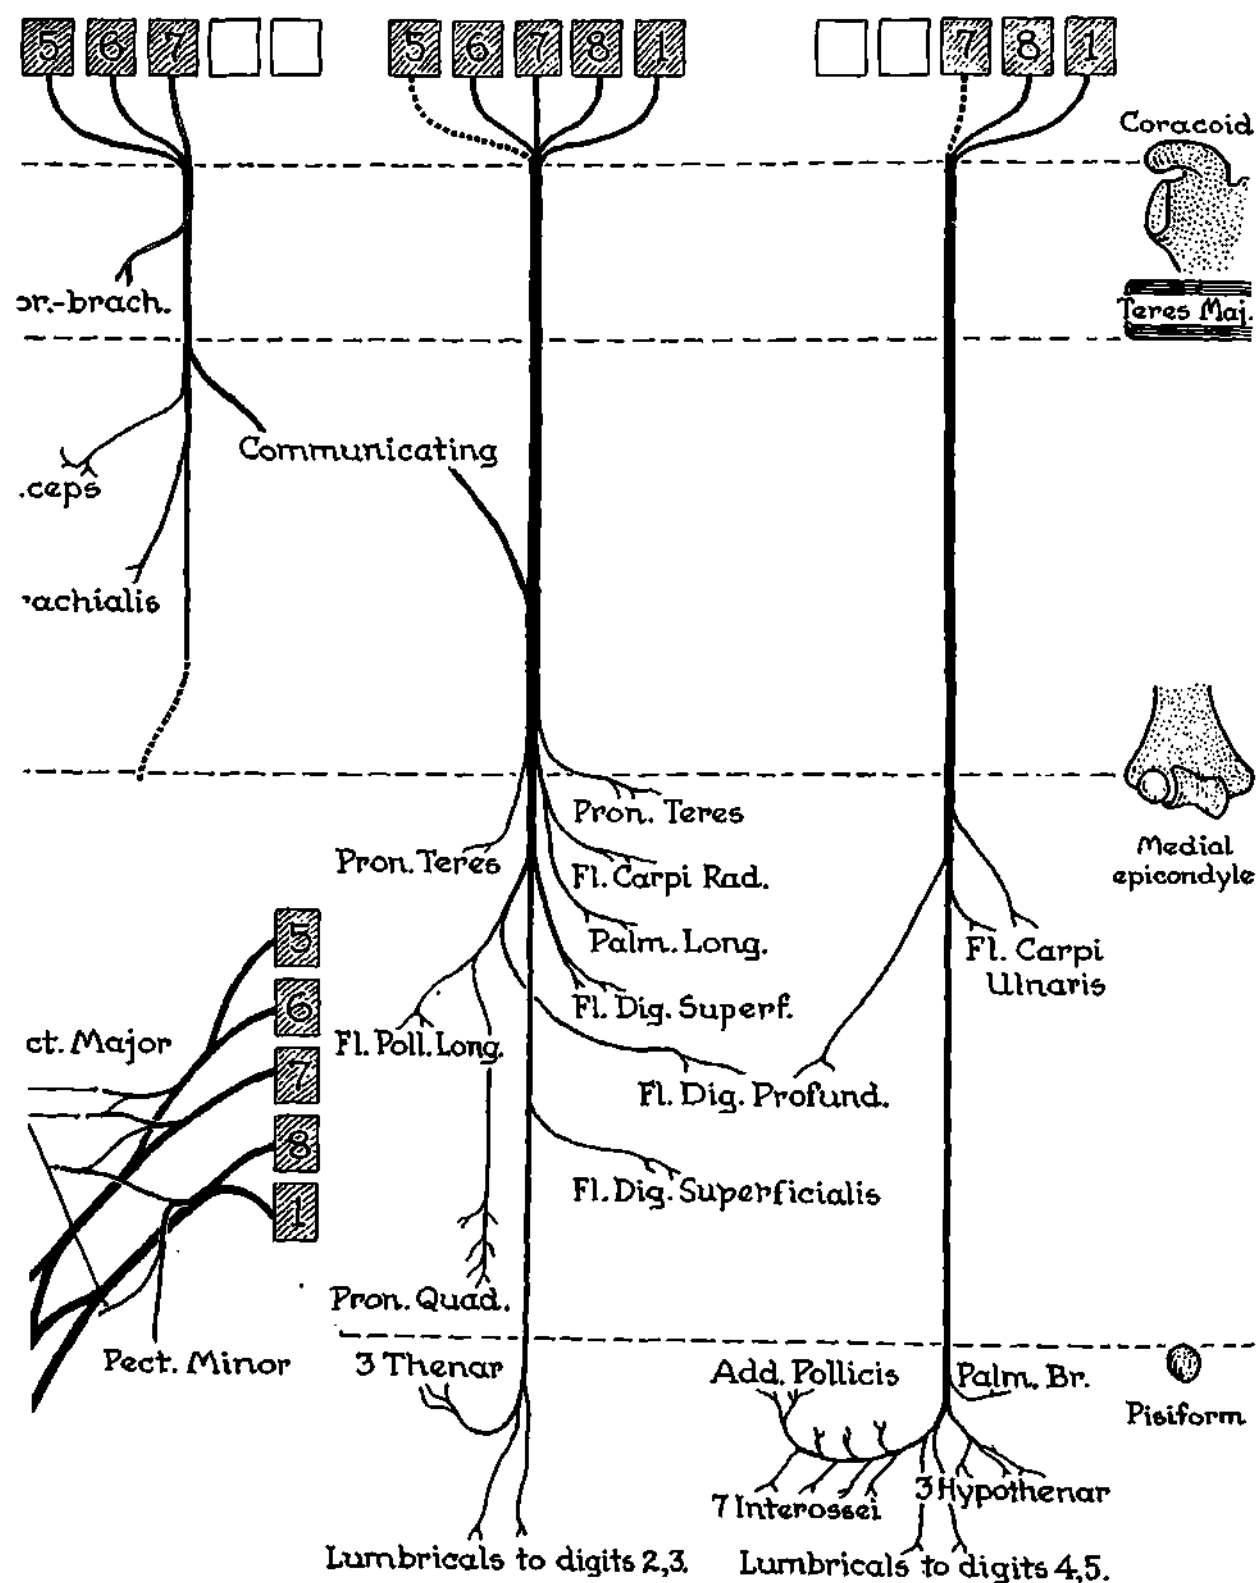 5 6 7
5 6 7 8 1
7 8 1
Coracoid
Teres Maj.
or.-brach.
Communicating
.ceps
rachialis
Pron. Teres
Pron. Teres
Fl. Carpi Rad.
Palm. Long.
Fl. Dig. Superf.
Fl. Poll. Long.
Fl. Dig. Profund.
Fl. Dig. Superficialis
Pron. Quad.
Medial
epicondyle
Fl. Carpi
Ulnaris
5
6
ct. Major
7
8
1
Pect. Minor
3 Thenar
Add. Pollicis
Palm. Br.
Pisiform
7 Interossei
3 Hypothenar
Lumbricals to digits 2,3.
Lumbricals to digits 4,5.